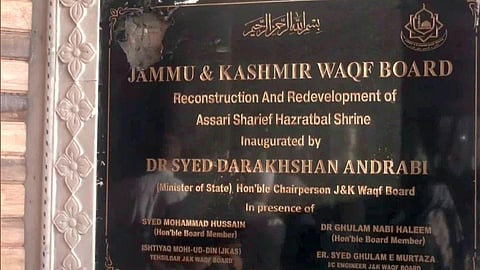 بسم الله الرحمن الرحيم
JAMMU & KASHMIR WAQF BOARD
Reconstruction And Redevelopment of
Assari Sharief Hazratbal Shrine
Inaugurated by
DR SYED DARAKHSHAN ANDRABI
(Minister of State) Hon'ble Chairperson J&K Waqf Board
In presence of
SYED MOHAMMAD HUSSAIN
(Hon'ble Board Member)
ISHTIYAQ MOHI-UD-DIN (JKAS)
TEHSILDAR J&K WAQF BOARD
DR GHULAM NABI HALEEM
(Hon'ble Board Member)
ER. SYED GHULAM E MURTAZA
I/C ENGINEER J&K WAQF BOARD